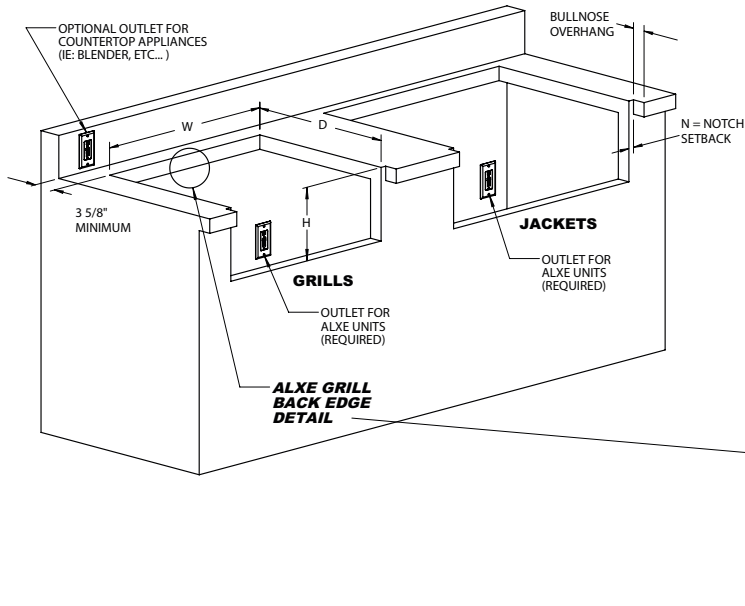 OPTIONAL OUTLET FOR
COUNTERTOP APPLIANCES
(IE: BLENDER, ETC... )
BULLNOSE
OVERHANG
N = NOTCH
SETBACK
W
D
H
3 5/8"
MINIMUM
GRILLS
JACKETS
OUTLET FOR
ALXE UNITS
(REQUIRED)
OUTLET FOR
ALXE UNITS
(REQUIRED)
ALXE GRILL
BACK EDGE
DETAIL